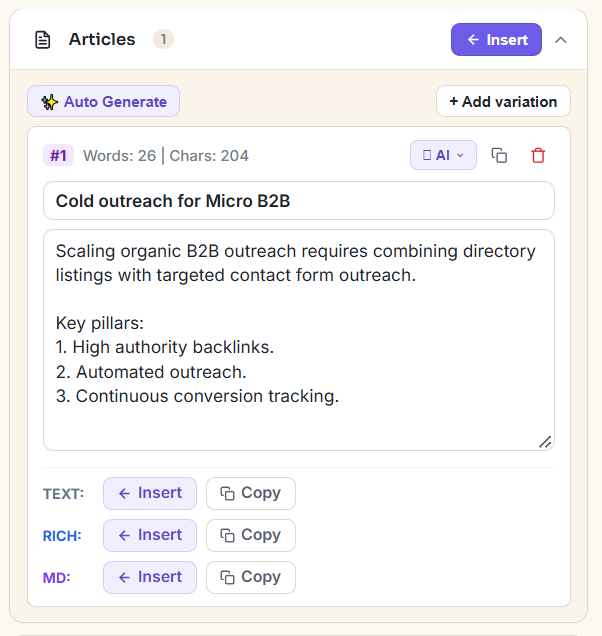 Articles 1 Insert
Auto Generate + Add variation
#1 Words: 26 | Chars: 204 AI
Cold outreach for Micro B2B
Scaling organic B2B outreach requires combining directory
listings with targeted contact form outreach.
Key pillars:
1. High authority backlinks.
2. Automated outreach.
3. Continuous conversion tracking.
TEXT: Insert Copy
RICH: Insert Copy
MD: Insert Copy